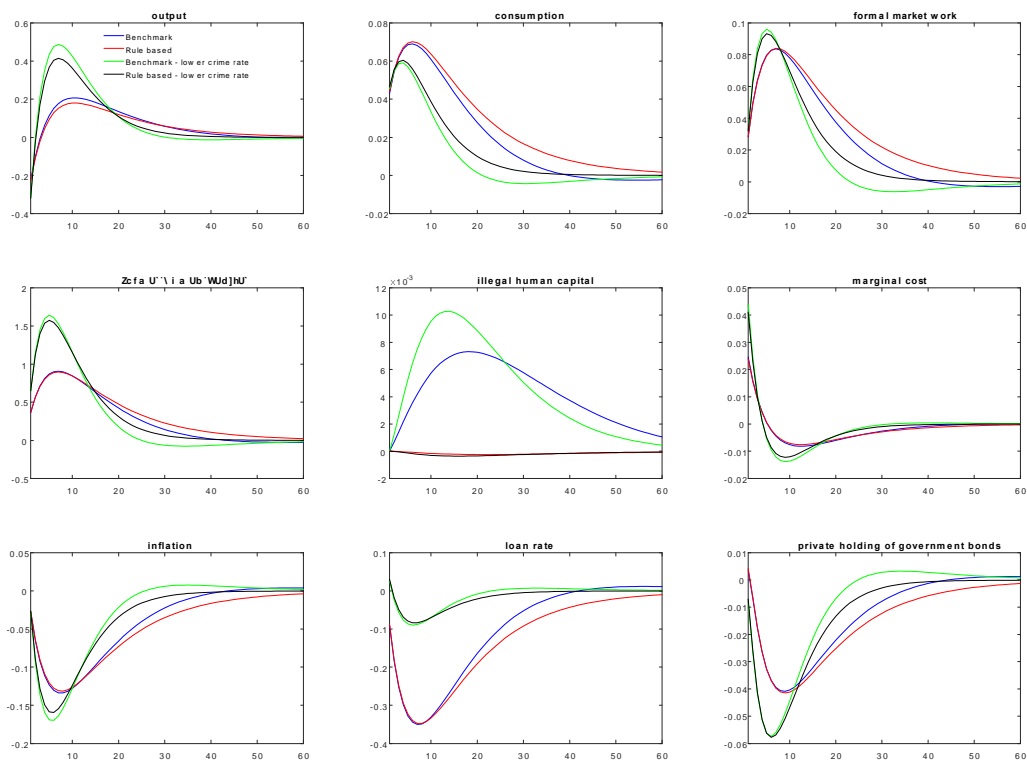 output
0.6
0.4
0.2
0
-0.2
-0.4
10 20 30 40 50 60
Benchmark
Rule based
Benchmark - low er crime rate
Rule based - low er crime rate
consumption
0.08
0.06
0.04
0.02
0
-0.02
10 20 30 40 50 60
formal market work
0.1
0.08
0.06
0.04
0.02
0
-0.02
10 20 30 40 50 60
Zcfa U``\ i a Ub`WUd]hU`
2
1.5
1
0.5
0
-0.5
10 20 30 40 50 60
illegal human capital
×10-3
12
10
8
6
4
2
0
-2
10 20 30 40 50 60
marginal cost
0.05
0.04
0.03
0.02
0.01
0
-0.01
-0.02
10 20 30 40 50 60
inflation
0.05
0
-0.05
-0.1
-0.15
-0.2
10 20 30 40 50 60
loan rate
0.1
0
-0.1
-0.2
-0.3
-0.4
10 20 30 40 50 60
private holding of government bonds
0.01
0
-0.01
-0.02
-0.03
-0.04
-0.05
-0.06
10 20 30 40 50 60